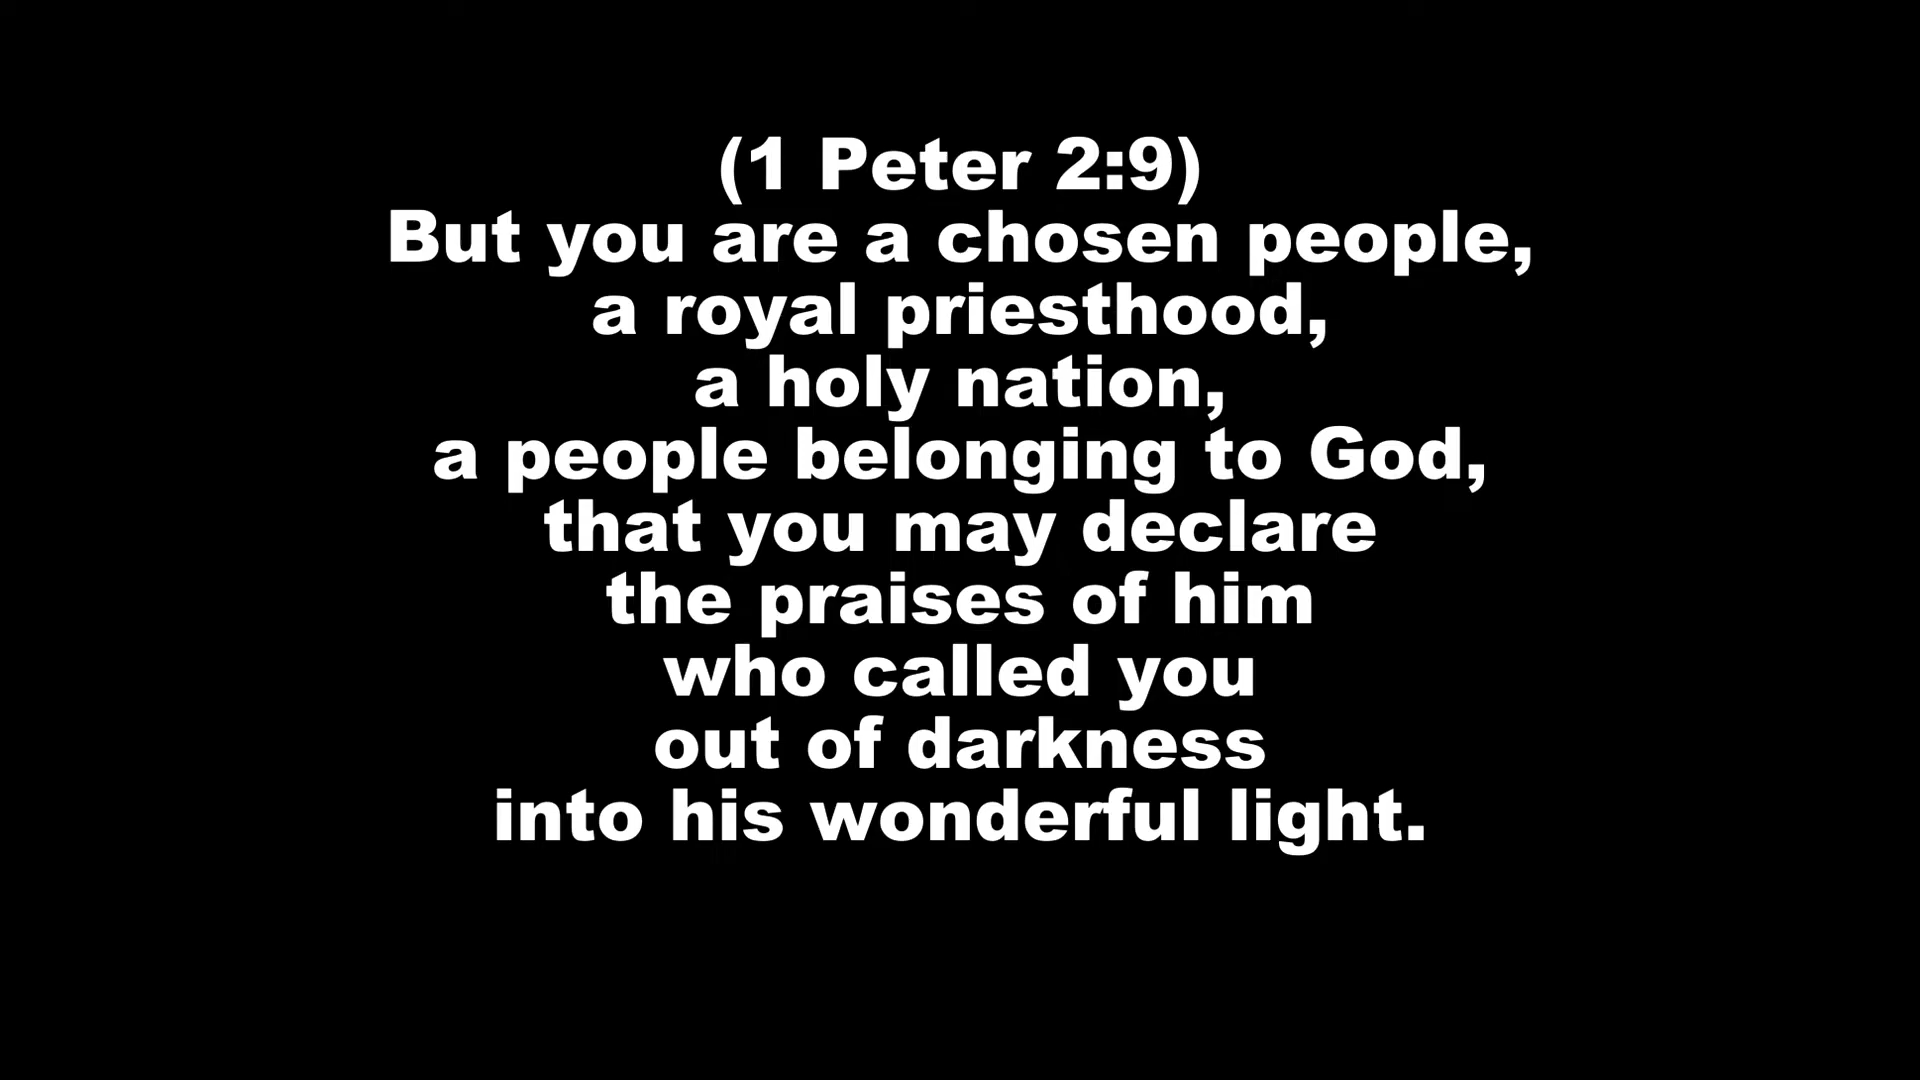 (1 Peter 2:9)
But you are a chosen people,
a royal priesthood,
a holy nation,
a people belonging to God,
that you may declare
the praises of him
who called you
out of darkness
into his wonderful light.